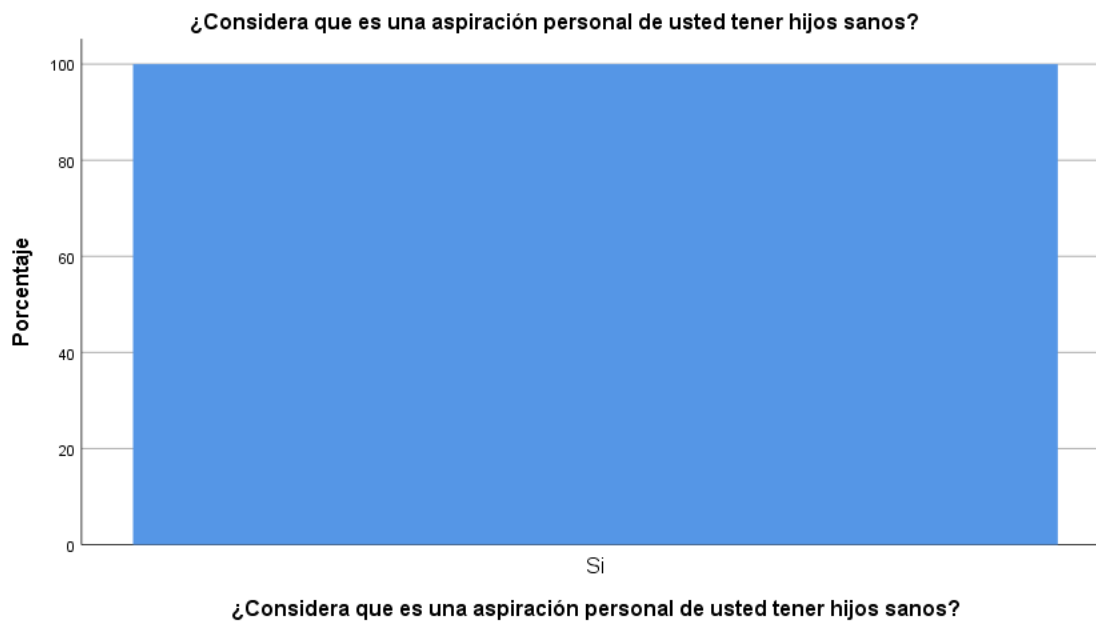 ¿Considera que es una aspiración personal de usted tener hijos sanos?
100
80
60
40
20
0
Porcentaje
Si
¿Considera que es una aspiración personal de usted tener hijos sanos?